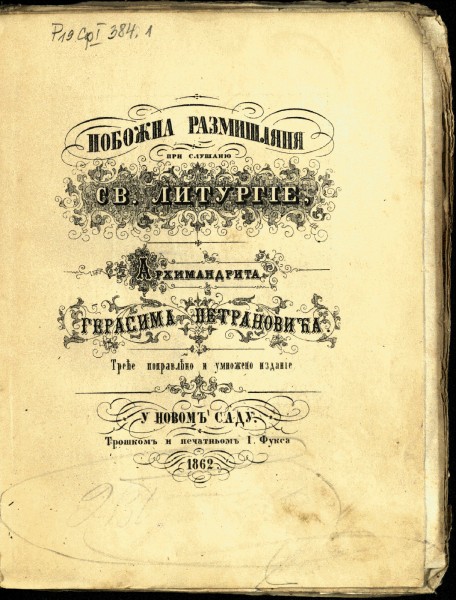 Р19 Ср I 384.1
ПОБОЖНА РАЗМИШЛЯНЯ
ПРИ СЛУШАНЮ
СВ. ЛИТУРГІЕ,
АРХИМАНДРИТА
ГЕРАСИМА ПЕТРАНОВИЋА.
Треће поправлѣно и умножено изданіе
У НОВОМЪ САДУ.
Трошкомъ и печатньомъ І. Фукса
1862.